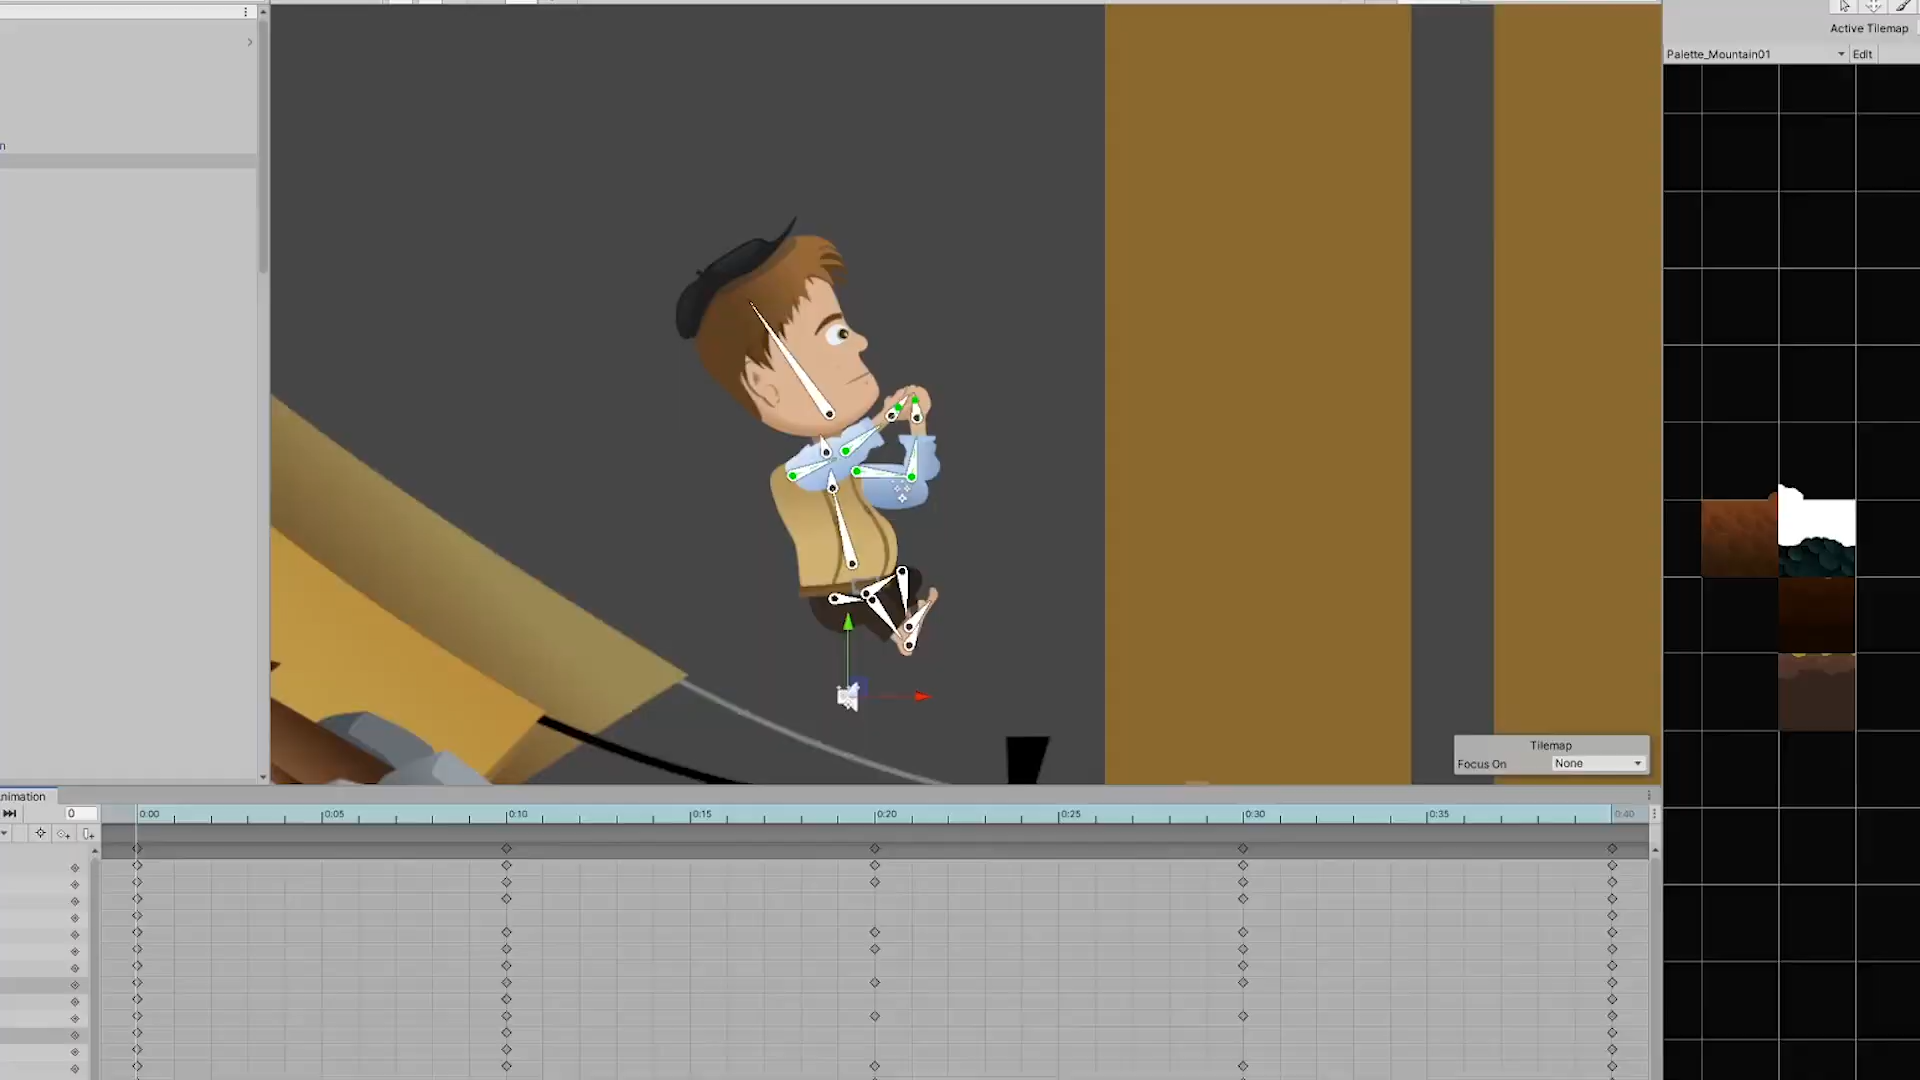 n
Active Tilemap
Palette_Mountain01
Edit
Tilemap
Focus On
None
nimation
0
0:00
0:05
0:10
0:15
0:20
0:25
0:30
0:35
0:40